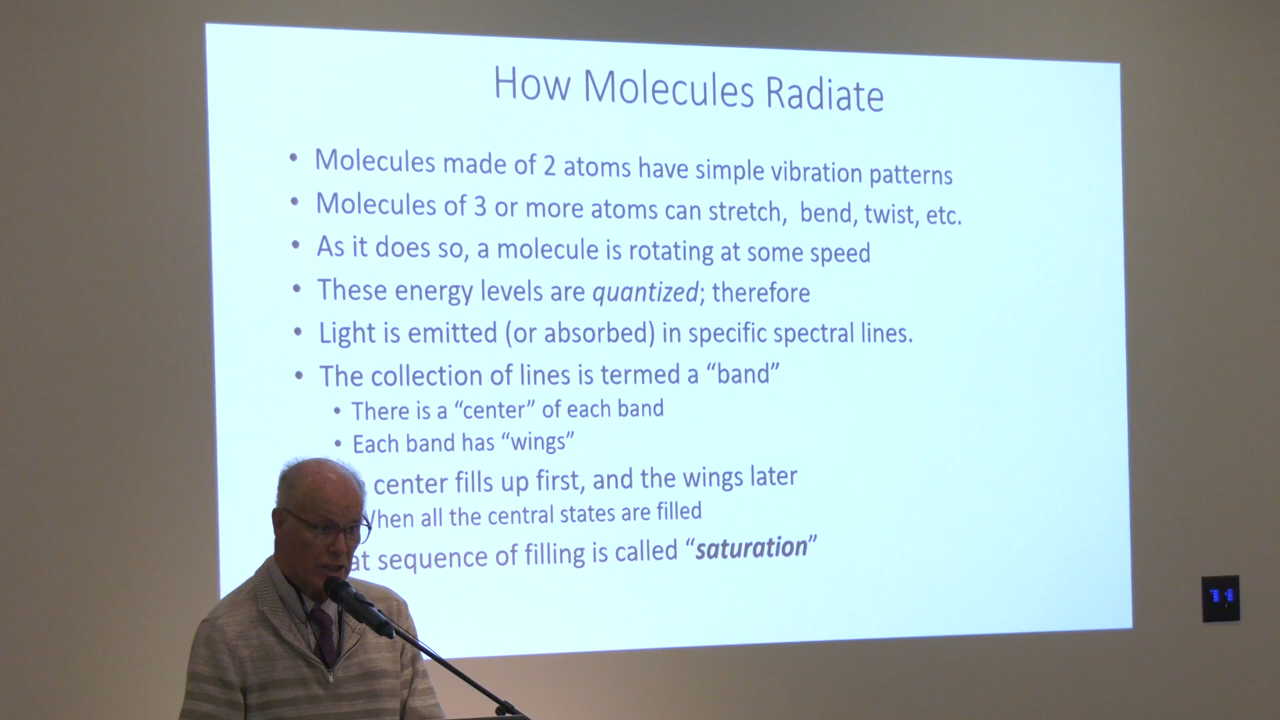 How Molecules Radiate
• Molecules made of 2 atoms have simple vibration patterns
• Molecules of 3 or more atoms can stretch, bend, twist, etc.
• As it does so, a molecule is rotating at some speed
• These energy levels are quantized; therefore
• Light is emitted (or absorbed) in specific spectral lines.
• The collection of lines is termed a “band”
• There is a “center” of each band
• Each band has “wings”
center fills up first, and the wings later
When all the central states are filled
sequence of filling is called “saturation”